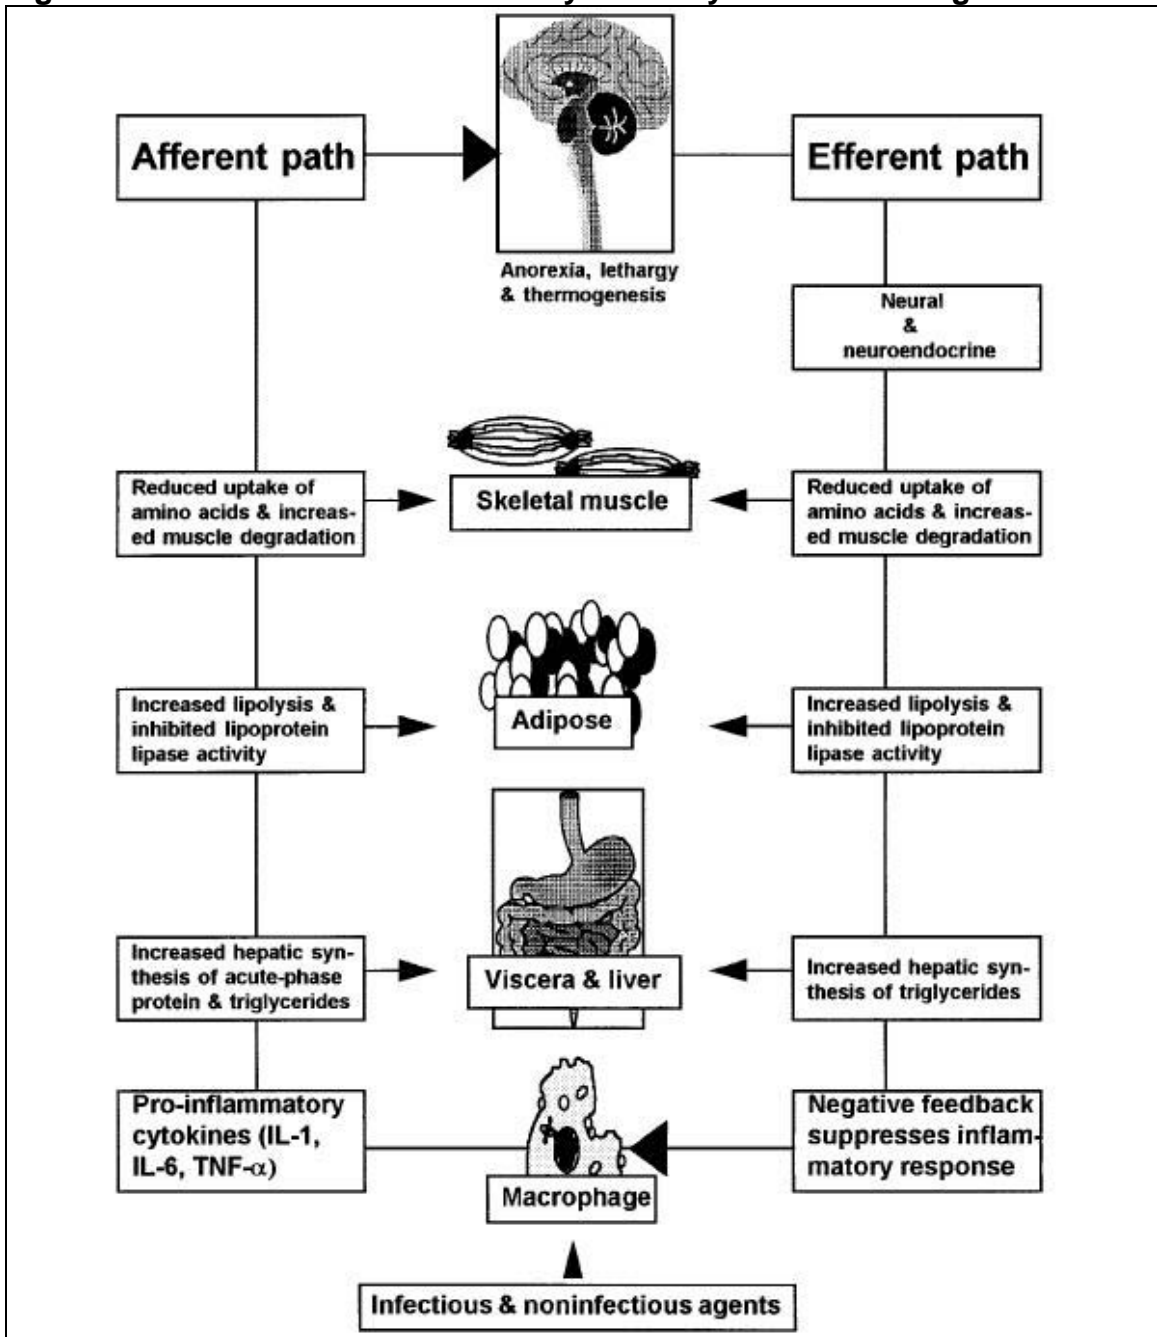 Afferent path
Efferent path
Anorexia, lethargy
& thermogenesis
Neural
&
neuroendocrine
Reduced uptake of
amino acids & increas-
ed muscle degradation
Skeletal muscle
Reduced uptake of
amino acids & increas-
ed muscle degradation
Increased lipolysis &
inhibited lipoprotein
lipase activity
Adipose
Increased lipolysis &
inhibited lipoprotein
lipase activity
Increased hepatic syn-
thesis of acute-phase
protein & triglycerides
Viscera & liver
Increased hepatic syn-
thesis of triglycerides
Pro-inflammatory
cytokines (IL-1,
IL-6, TNF-α)
Macrophage
Negative feedback
suppresses inflam-
matory response
Infectious & noninfectious agents